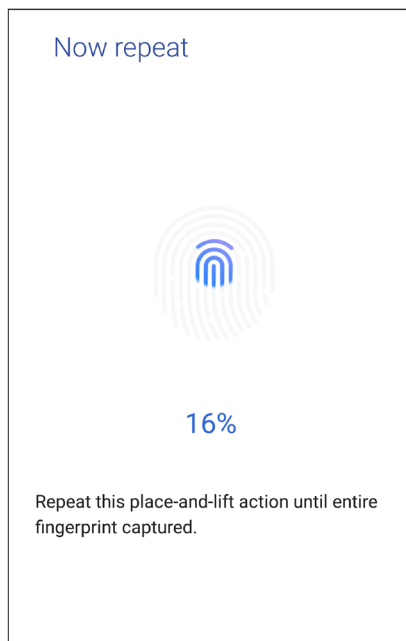 Now repeat
16%
Repeat this place-and-lift action until entire
fingerprint captured.